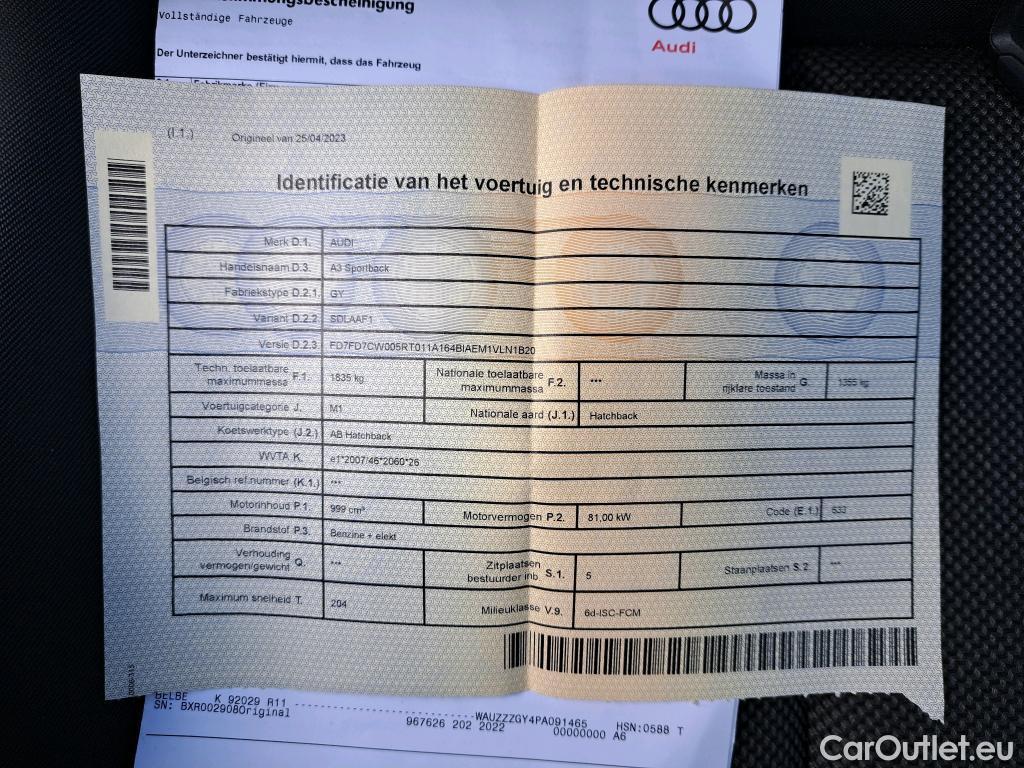 mmungsbescheinigung
Vollständige Fahrzeuge
Audi
Der Unterzeichner bestätigt hiermit, dass das Fahrzeug
(I.1.) Origineel van 25/04/2023
Identificatie van het voertuig en technische kenmerken
Merk D.1. AUDI
Handelsnaam D.3. A3 Sportback
Fabriekstype D.2.1. GY
Variant D.2.2. SDLAAF1
Versie D.2.3. FD7FD7CW005RT011A164BIAEM1VLN1B20
Techn. toelaatbare maximummassa F.1. 1835 kg Nationale toelaatbare maximummassa F.2. *** Massa in rijklare toestand G. 1355 kg
Voertuigcategorie J. M1 Nationale aard (J.1.) Hatchback
Koetswerktype (J.2.) AB Hatchback
WVTA K. e1*2007/46*2060*26
Belgisch ref.nummer (K.1.) ***
Motorinhoud P.1. 999 cm³ Motorvermogen P.2. 81,00 kW Code (E.1.) 533
Brandstof P.3. Benzine + elekt
Verhouding vermogen/gewicht Q. *** Zitplaatsen bestuurder inb. S.1. 5 Staanplaatsen S.2. ***
Maximum snelheid T. 204 Milieuklasse V.9. 6d-ISC-FCM
BELBE K 92029 R11 WAUZZZGY4PA091465 HSN:0588 T
SN: BXR002908Original 967626 202 2022 00000000 A6
CarOutlet.eu